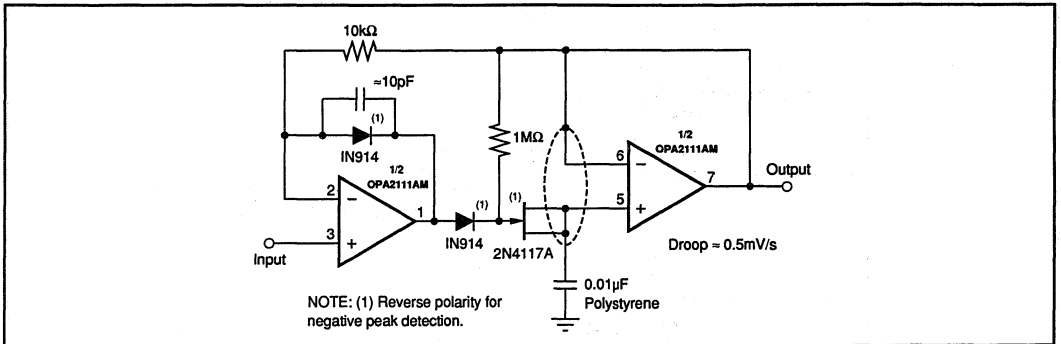 10kΩ
≈10pF
(1)
IN914
1MΩ
1/2
OPA2111AM
2
3
1
Input
(1)
IN914
(1)
2N4117A
6
5
1/2
OPA2111AM
7
Output
Droop ≈ 0.5mV/s
0.01µF
Polystyrene
NOTE: (1) Reverse polarity for
negative peak detection.